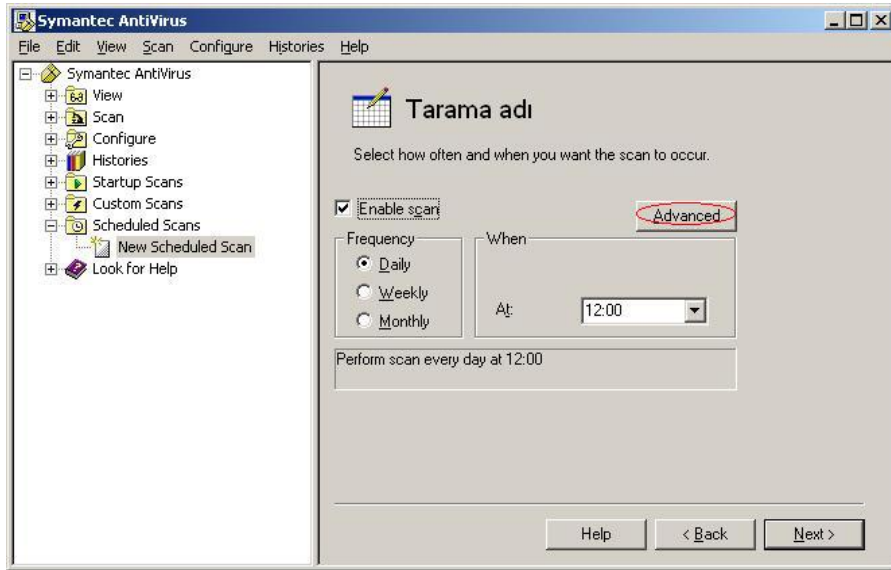 Symantec AntiVirus
File Edit View Scan Configure Histories Help
Symantec AntiVirus
View
Scan
Configure
Histories
Startup Scans
Custom Scans
Scheduled Scans
New Scheduled Scan
Look for Help
Tarama adı
Select how often and when you want the scan to occur.
Enable scan
Advanced
Frequency
Daily
Weekly
Monthly
When
At: 12:00
Perform scan every day at 12:00
Help < Back Next >